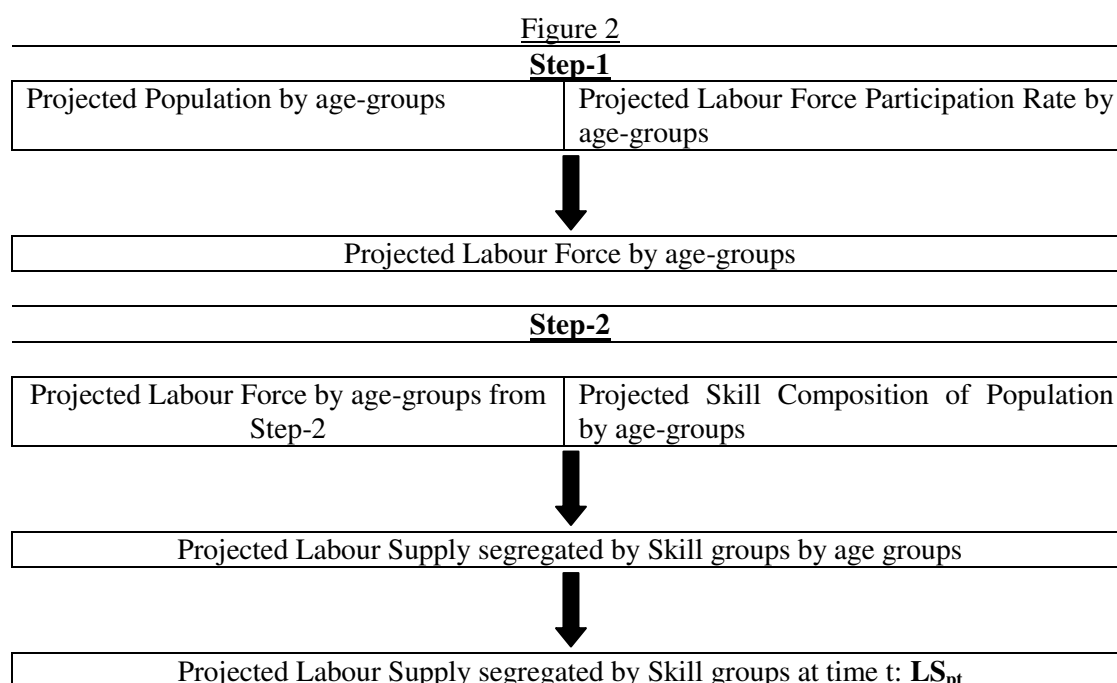 Figure 2
Step-1
Projected Population by age-groups
Projected Labour Force Participation Rate by
age-groups
Projected Labour Force by age-groups
Step-2
Projected Labour Force by age-groups from
Step-2
Projected Skill Composition of Population
by age-groups
Projected Labour Supply segregated by Skill groups by age groups
Projected Labour Supply segregated by Skill groups at time t: LSpt